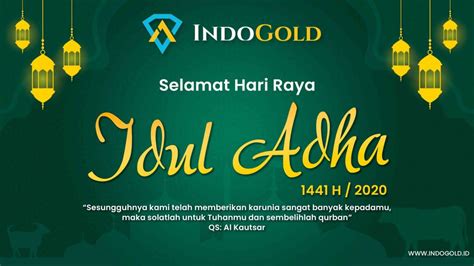 INDOGOLD
Selamat Hari Raya
Idul Adha
1441 H / 2020
“Sesungguhnya kami telah memberikan karunia sangat banyak kepadamu,
maka solatlah untuk Tuhanmu dan sembelihlah qurban”
QS: Al Kautsar
WWW.INDOGOLD.ID